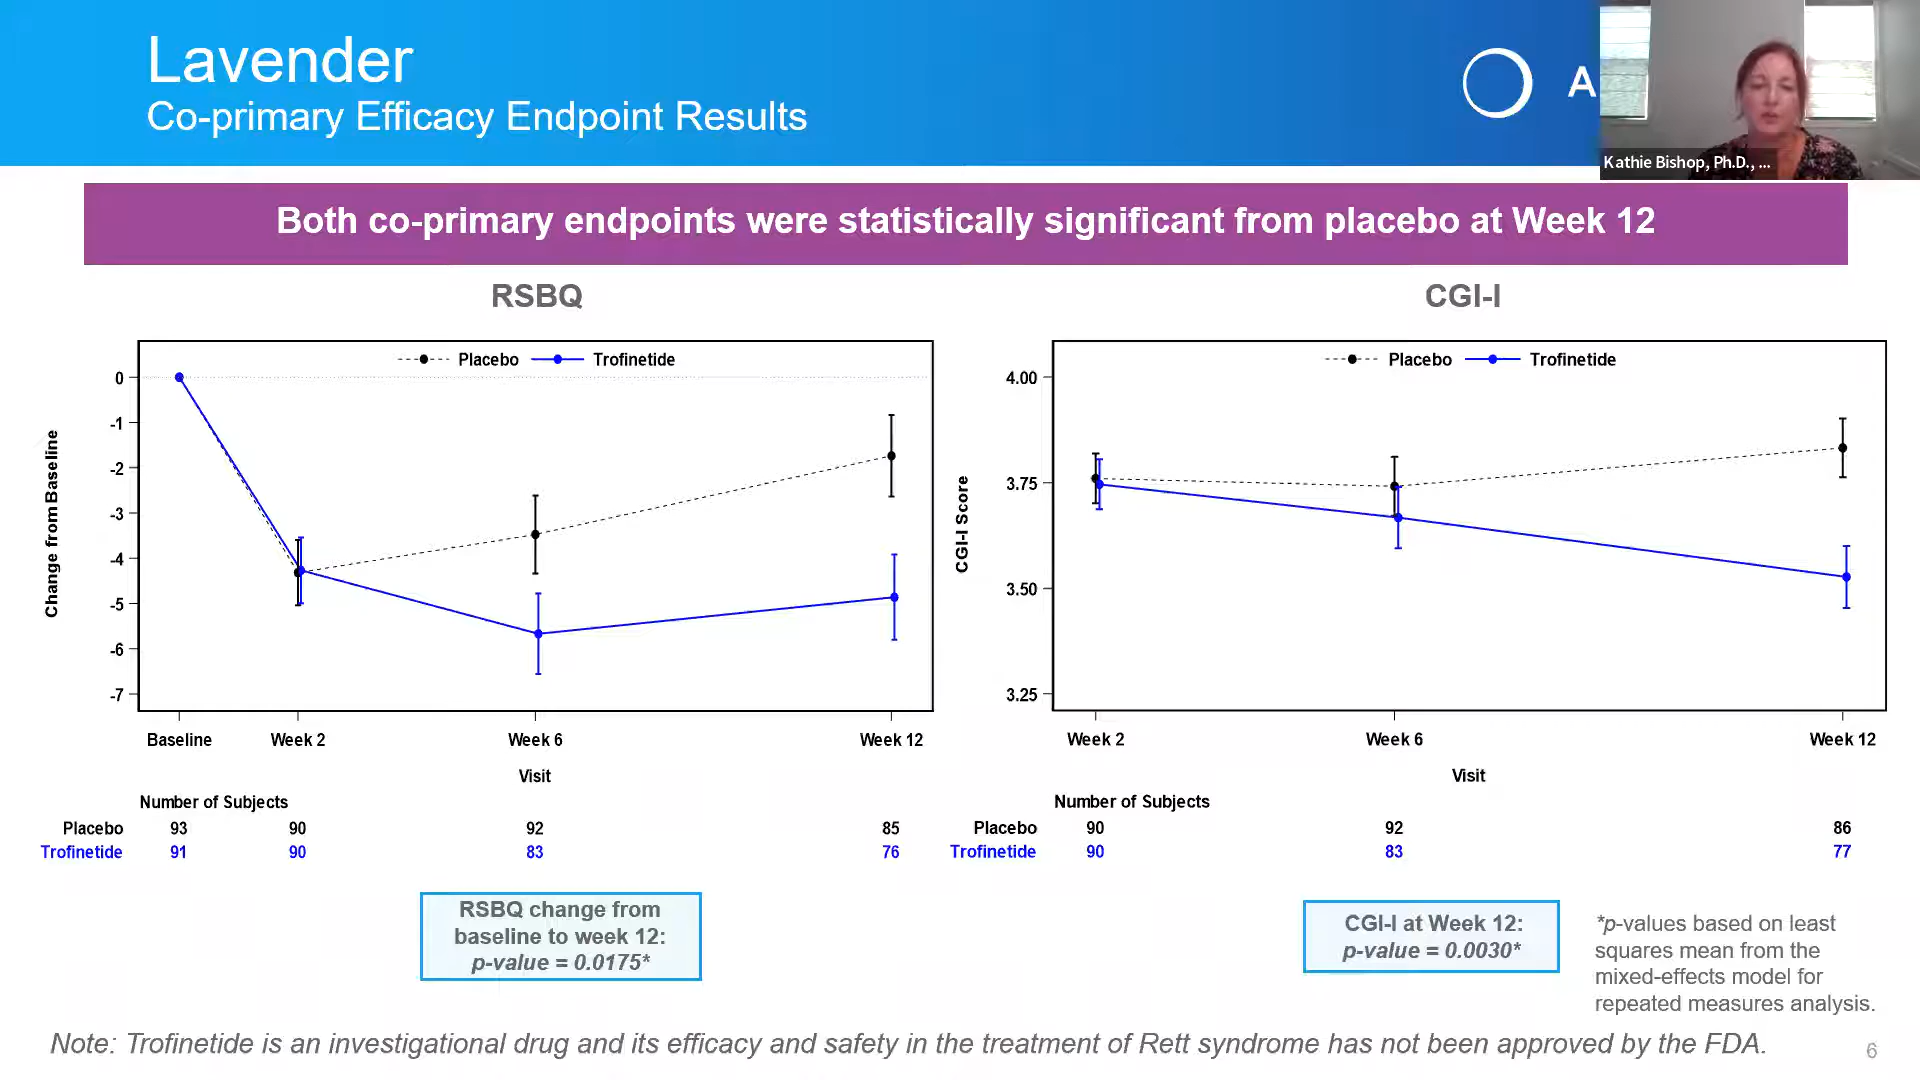 Lavender
Co-primary Efficacy Endpoint Results
A
Kathie Bishop, Ph.D., ...
Both co-primary endpoints were statistically significant from placebo at Week 12
RSBQ
Placebo Trofinetide
Change from Baseline
0
-1
-2
-3
-4
-5
-6
-7
Baseline Week 2 Week 6 Week 12
Visit
Number of Subjects
Placebo 93 90 92 85
Trofinetide 91 90 83 76
RSBQ change from
baseline to week 12:
p-value = 0.0175*
CGI-I
Placebo Trofinetide
CGI-I Score
4.00
3.75
3.50
3.25
Week 2 Week 6 Week 12
Visit
Number of Subjects
Placebo 90 92 86
Trofinetide 90 83 77
CGI-I at Week 12:
p-value = 0.0030*
*p-values based on least
squares mean from the
mixed-effects model for
repeated measures analysis.
Note: Trofinetide is an investigational drug and its efficacy and safety in the treatment of Rett syndrome has not been approved by the FDA.
6